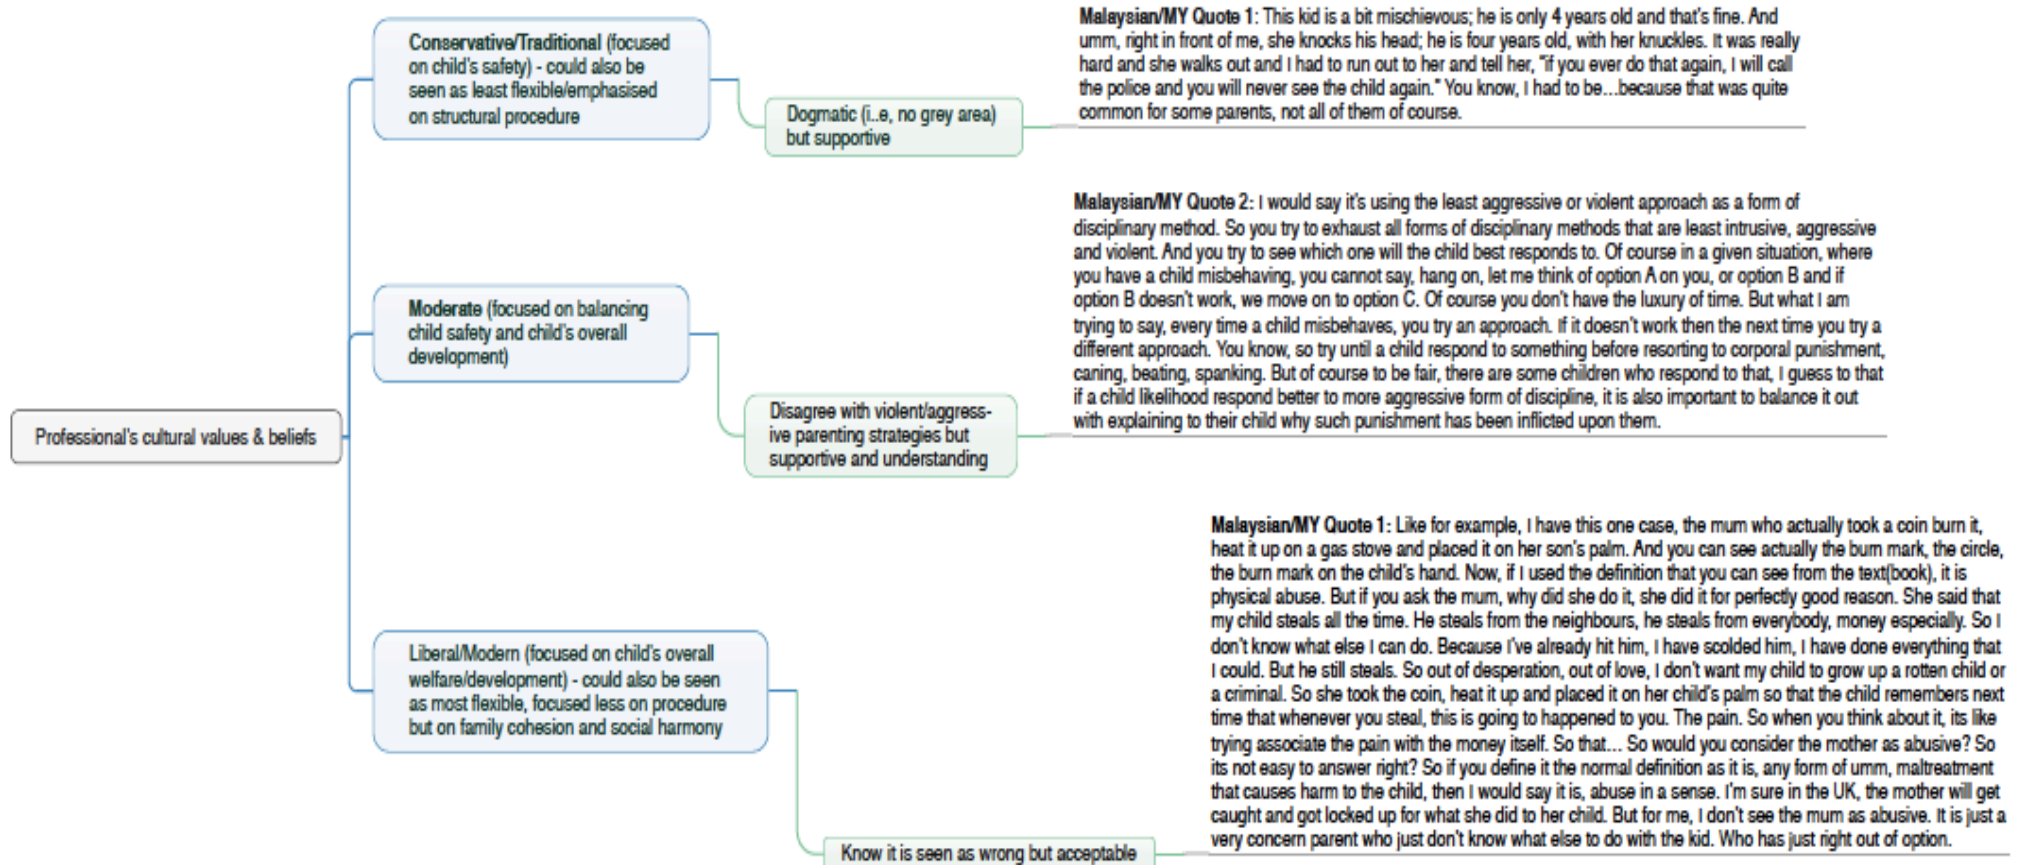 Professional's cultural values & beliefs
Conservative/Traditional (focused
on child's safety) - could also be
seen as least flexible/emphasised
on structural procedure
Dogmatic (i..e, no grey area)
but supportive
Malaysian/MY Quote 1: This kid is a bit mischievous; he is only 4 years old and that's fine. And
umm, right in front of me, she knocks his head; he is four years old, with her knuckles. It was really
hard and she walks out and I had to run out to her and tell her, "if you ever do that again, I will call
the police and you will never see the child again." You know, I had to be...because that was quite
common for some parents, not all of them of course.
Moderate (focused on balancing
child safety and child's overall
development)
Disagree with violent/aggress-
ive parenting strategies but
supportive and understanding
Malaysian/MY Quote 2: I would say it's using the least aggressive or violent approach as a form of
disciplinary method. So you try to exhaust all forms of disciplinary methods that are least intrusive, aggressive
and violent. And you try to see which one will the child best responds to. Of course in a given situation, where
you have a child misbehaving, you cannot say, hang on, let me think of option A on you, or option B and if
option B doesn't work, we move on to option C. Of course you don't have the luxury of time. But what I am
trying to say, every time a child misbehaves, you try an approach. If it doesn't work then the next time you try a
different approach. You know, so try until a child respond to something before resorting to corporal punishment,
caning, beating, spanking. But of course to be fair, there are some children who respond to that, I guess to that
if a child likelihood respond better to more aggressive form of discipline, it is also important to balance it out
with explaining to their child why such punishment has been inflicted upon them.
Liberal/Modern (focused on child's overall
welfare/development) - could also be seen
as most flexible, focused less on procedure
but on family cohesion and social harmony
Know it is seen as wrong but acceptable
Malaysian/MY Quote 1: Like for example, I have this one case, the mum who actually took a coin burn it,
heat it up on a gas stove and placed it on her son's palm. And you can see actually the burn mark, the circle,
the burn mark on the child's hand. Now, if I used the definition that you can see from the text(book), it is
physical abuse. But if you ask the mum, why did she do it, she did it for perfectly good reason. She said that
my child steals all the time. He steals from the neighbours, he steals from everybody, money especially. So I
don't know what else I can do. Because I've already hit him, I have scolded him, I have done everything that
I could. But he still steals. So out of desperation, out of love, I don't want my child to grow up a rotten child or
a criminal. So she took the coin, heat it up and placed it on her child's palm so that the child remembers next
time that whenever you steal, this is going to happened to you. The pain. So when you think about it, its like
trying associate the pain with the money itself. So that... So would you consider the mother as abusive? So
its not easy to answer right? So if you define it the normal definition as it is, any form of umm, maltreatment
that causes harm to the child, then I would say it is, abuse in a sense. I'm sure in the UK, the mother will get
caught and got locked up for what she did to her child. But for me, I don't see the mum as abusive. It is just a
very concern parent who just don't know what else to do with the kid. Who has just right out of option.